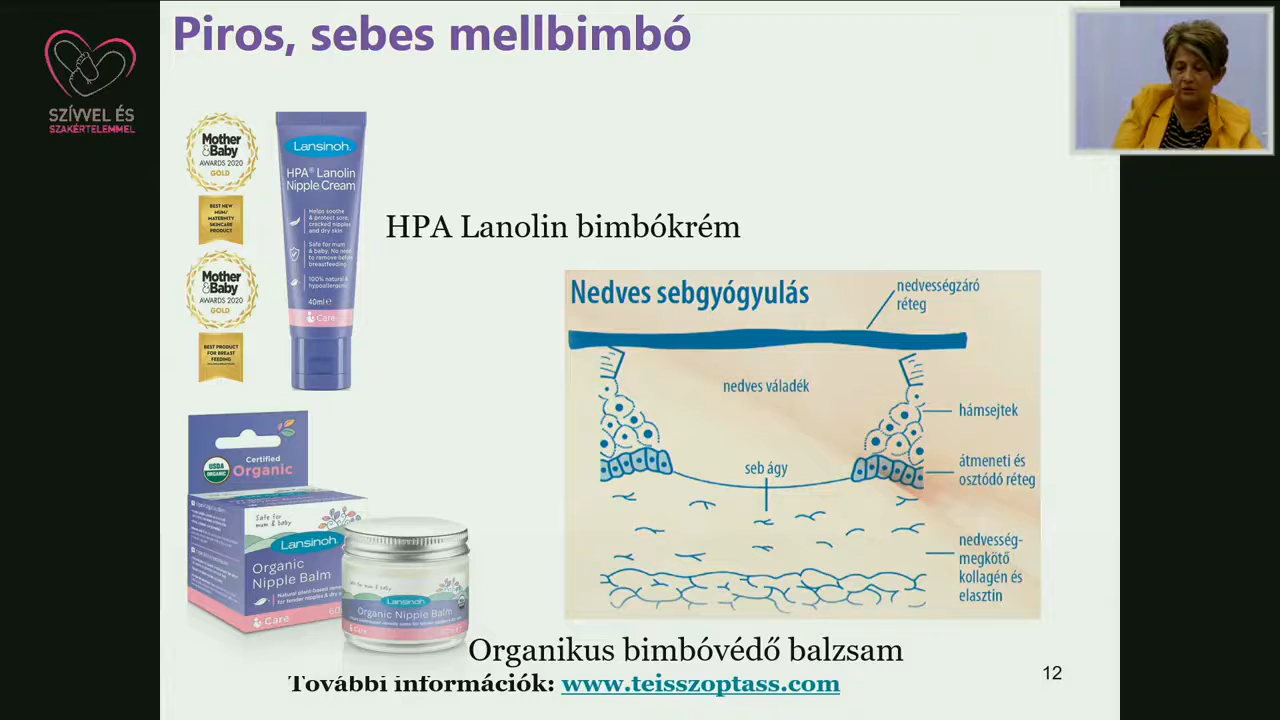 Piros, sebes mellbimbó
SZÍVVEL ÉS
SZAKÉRTELEMMEL
Mother
&Baby
AWARDS 2020
GOLD
BEST NEW
MUM/
MATERNITY
SKINCARE
PRODUCT
Mother
&Baby
AWARDS 2020
GOLD
BEST PRODUCT
FOR BREAST
FEEDING
Lansinoh®
HPA® Lanolin
Nipple Cream
Helps soothe
& protect sore,
cracked nipples
and dry skin
Safe for mum
& baby. No need
to remove before
breastfeeding
100% natural &
hypoallergenic
40ml e
Care
HPA Lanolin bimbókrém
Nedves sebgyógyulás
nedvességzáró
réteg
nedves váladék
hámsejtek
seb ágy
átmeneti és
osztódó réteg
nedvesség-
megkötő
kollagén és
elasztin
Certified
Organic
USDA
ORGANIC
Safe for
mum & baby
Lansinoh®
Organic
Nipple Balm
Care
Lansinoh
Organic Nipple Balm
Care
Organikus bimbóvédő balzsam
További információk: www.teisszoptass.com
12